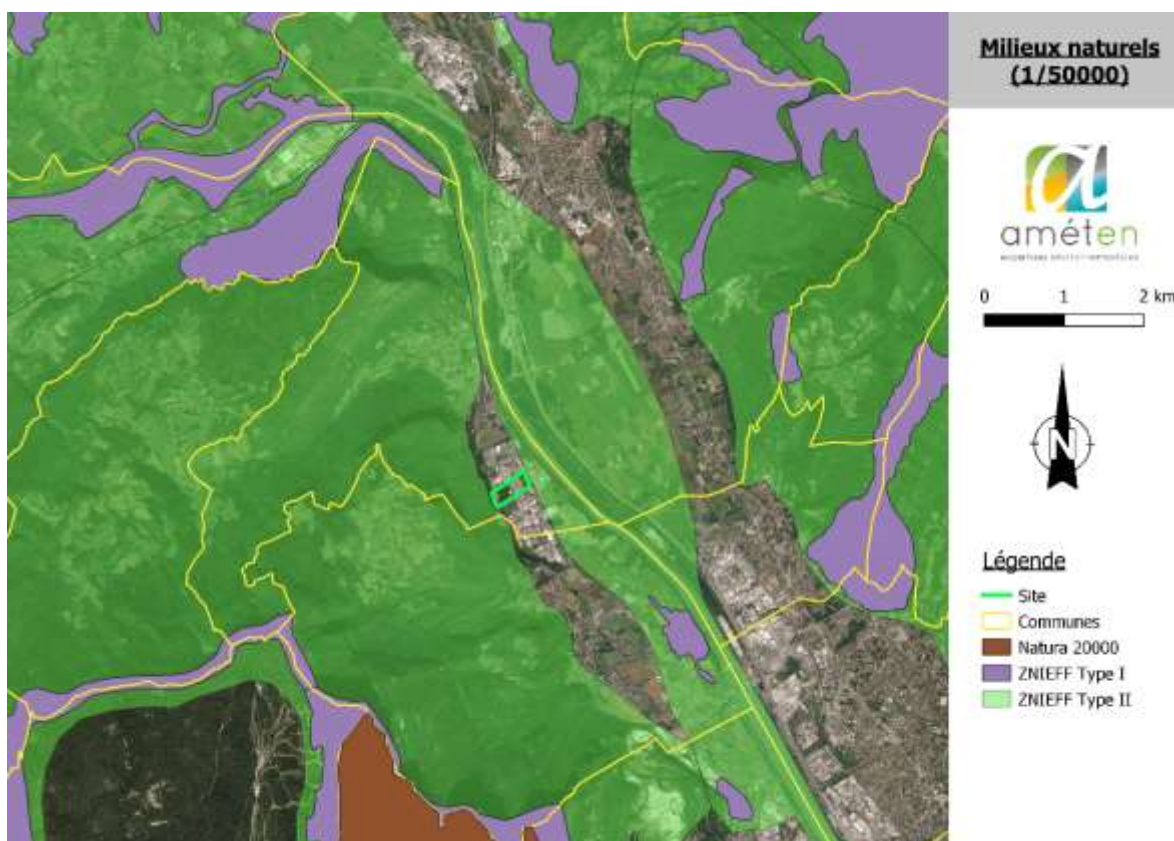 Milieux naturels
(1/50000)
améten
0 1 2 km
N
Légende
Site
Communes
Natura 20000
ZNIEFF Type I
ZNIEFF Type II